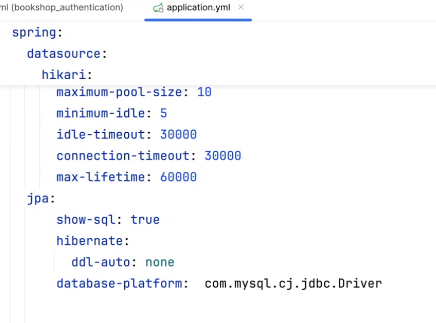 ml (bookshop_authentication) application.yml ×
spring:
datasource:
hikari:
maximum-pool-size: 10
minimum-idle: 5
idle-timeout: 30000
connection-timeout: 30000
max-lifetime: 60000
jpa:
show-sql: true
hibernate:
ddl-auto: none
database-platform: com.mysql.cj.jdbc.Driver